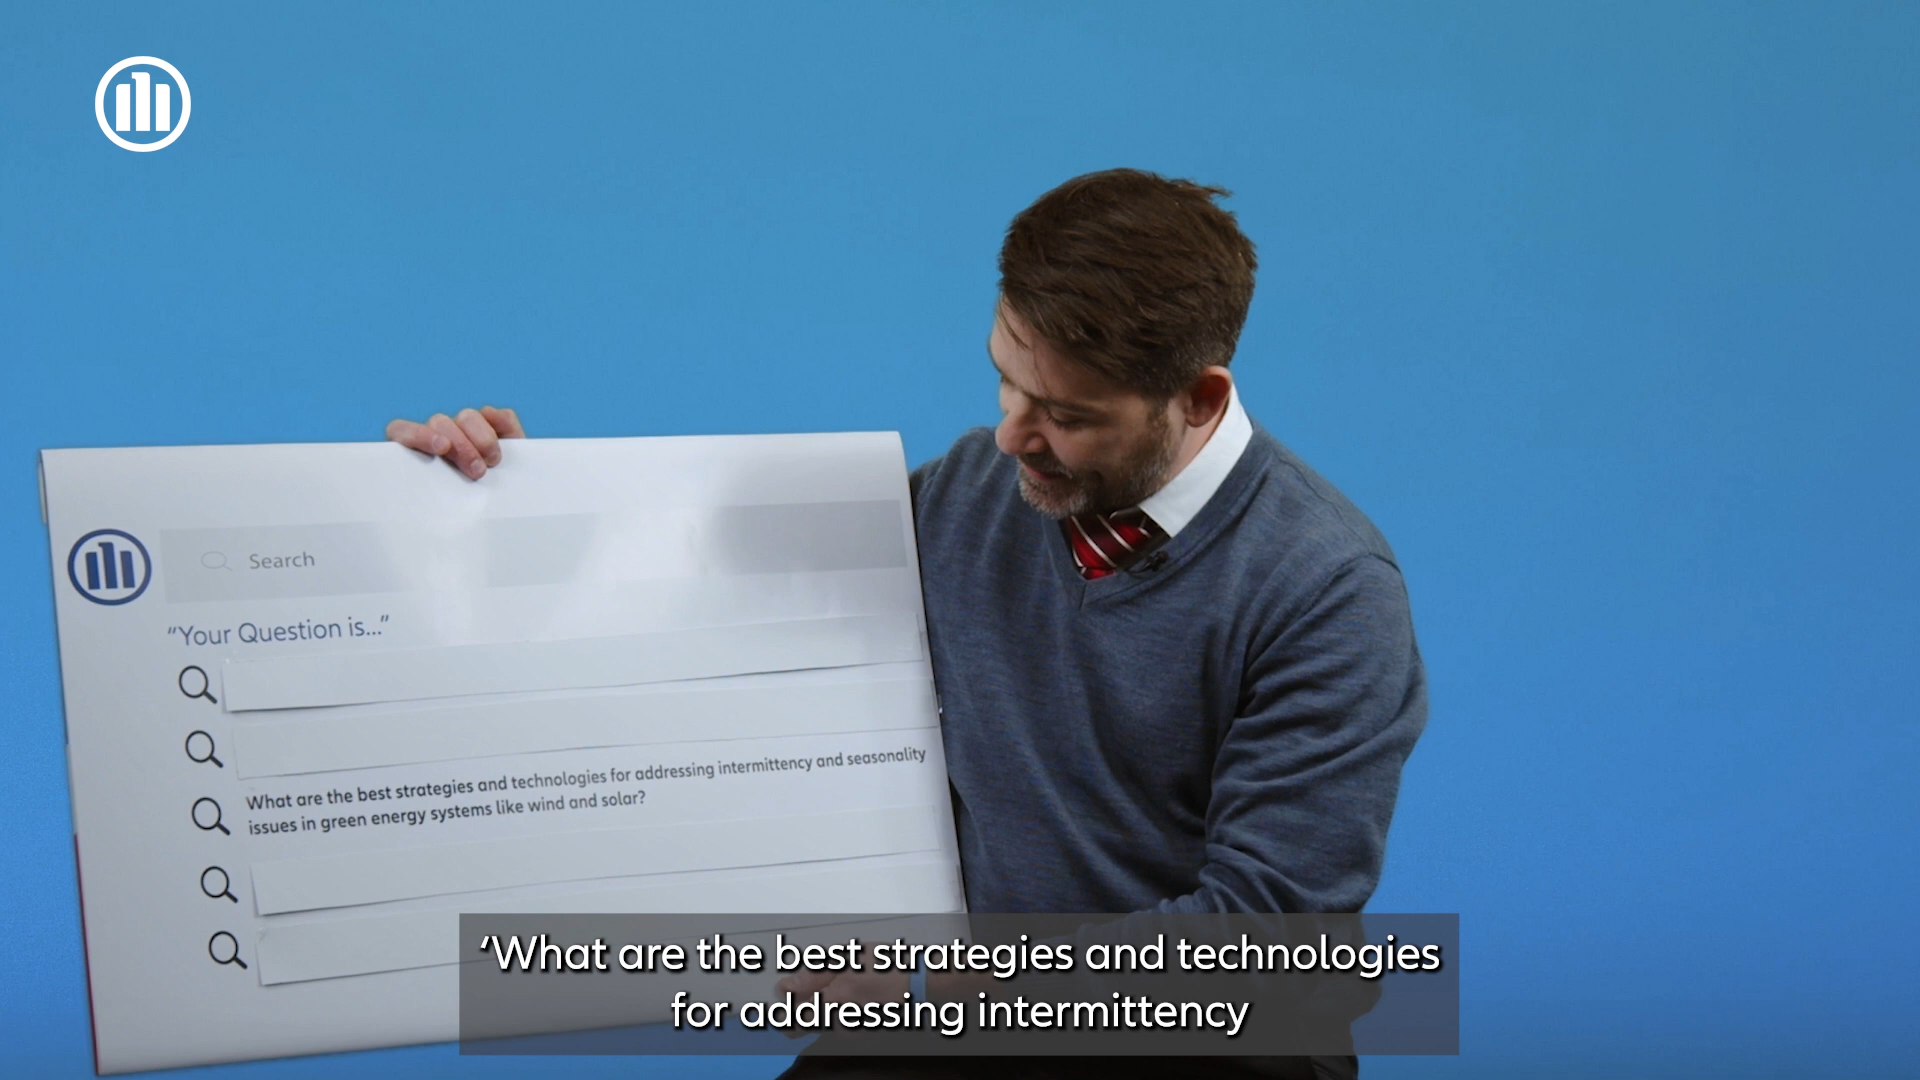 Search
“Your Question is...”
What are the best strategies and technologies for addressing intermittency and seasonality
issues in green energy systems like wind and solar?
‘What are the best strategies and technologies
for addressing intermittency